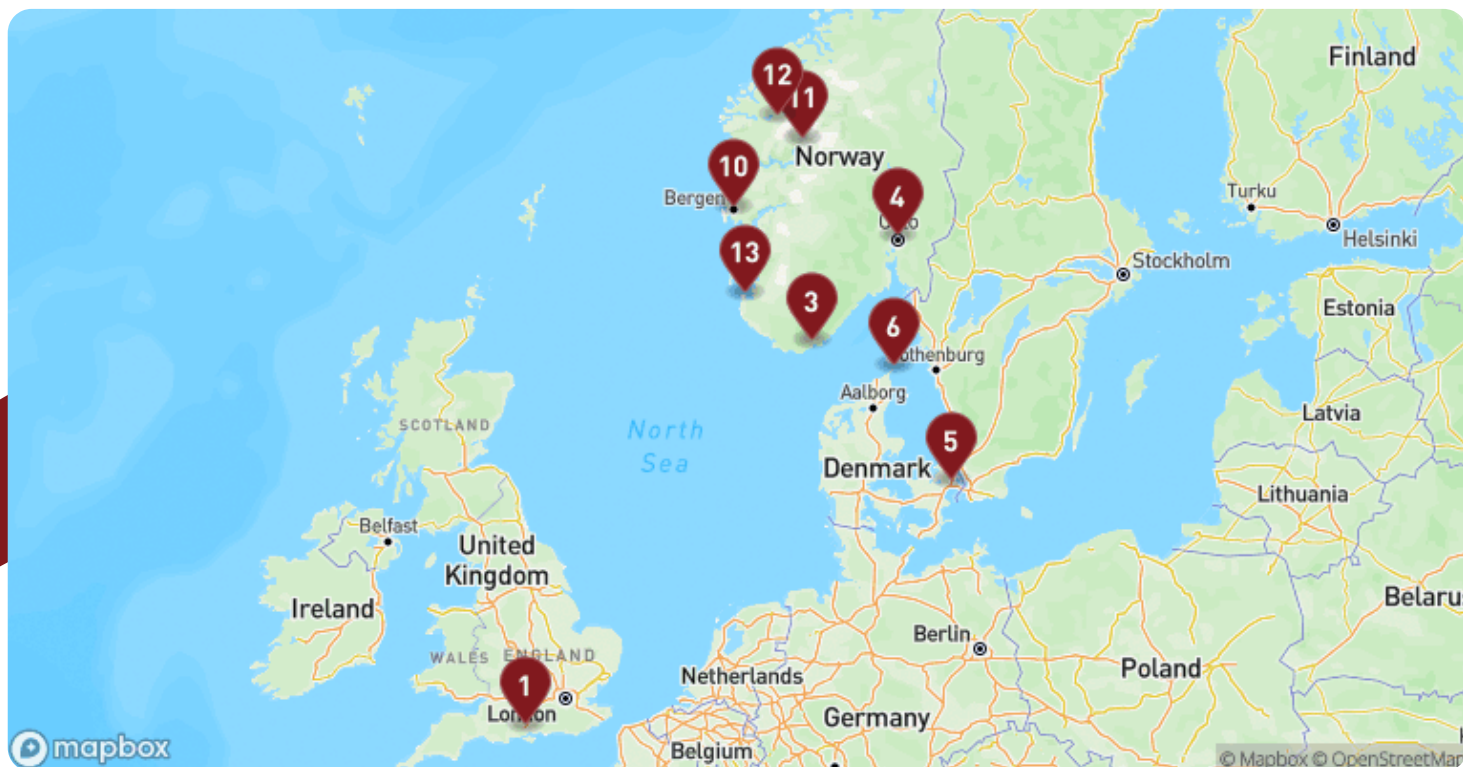 Finland
12
11
Norway
10
Bergen
4
Turku
Helsinki
13
Stockholm
3
Estonia
6
Aalborg
SCOTLAND
Latvia
North
Sea
5
Denmark
Lithuania
Belfast
United
Kingdom
Ireland
Belaru
Berlin
WALES
ENGLAND
Poland
Netherlands
1
London
Germany
Belgium
mapbox
© Mapbox © OpenStreetMap